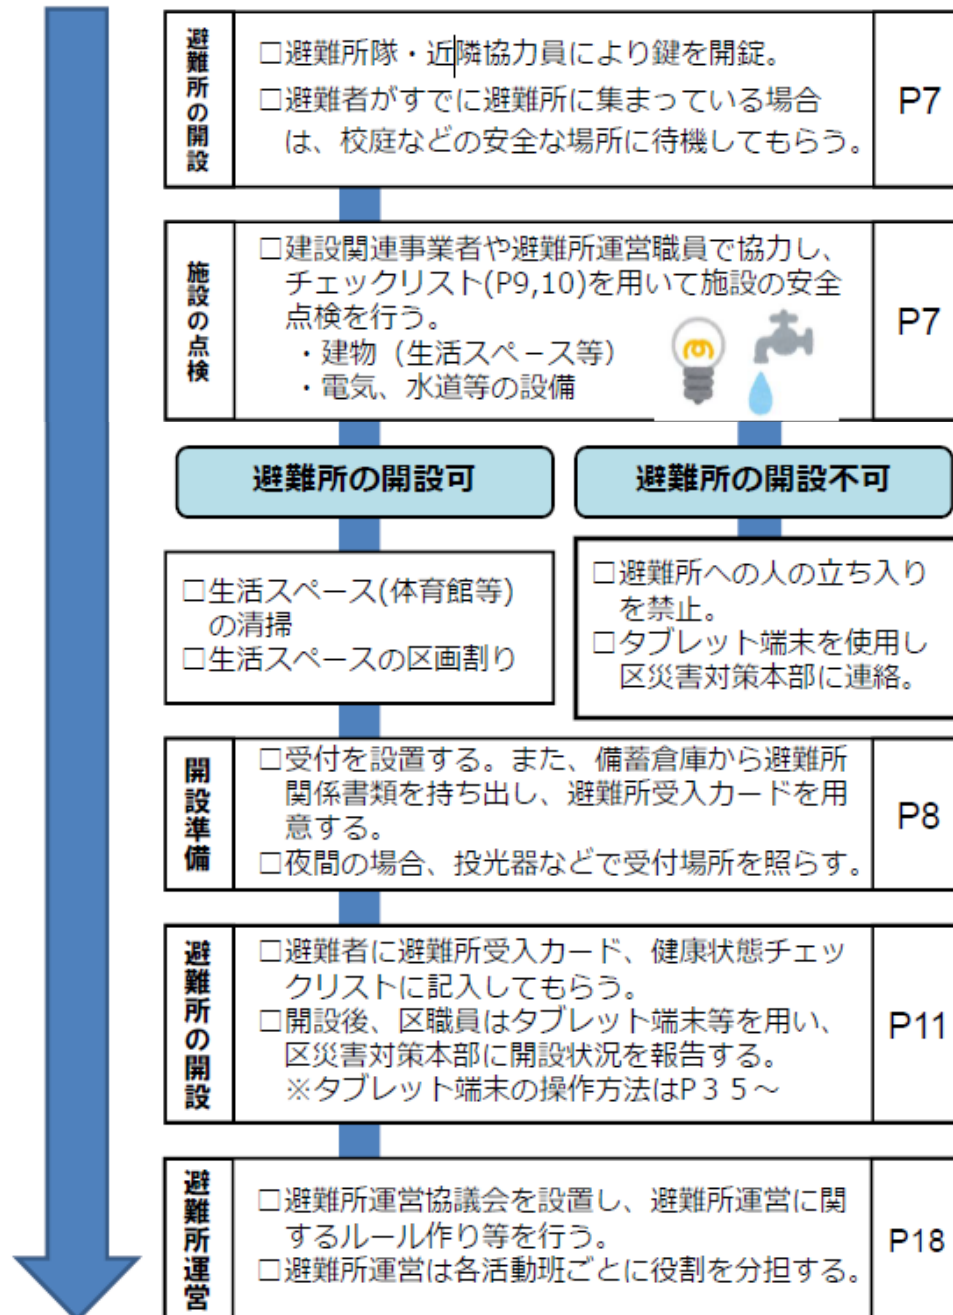 避難所の開設
□避難所隊・近隣協力員により鍵を開錠。
□避難者がすでに避難所に集まっている場合
は、校庭などの安全な場所に待機してもらう。
P7
施設の点検
□建設関連事業者や避難所運営職員で協力し、
チェックリスト(P9,10)を用いて施設の安全
点検を行う。
・建物（生活スペース等）
・電気、水道等の設備
P7
避難所の開設可
避難所の開設不可
□生活スペース(体育館等)
の清掃
□生活スペースの区画割り
□避難所への人の立ち入り
を禁止。
□タブレット端末を使用し
区災害対策本部に連絡。
開設準備
□受付を設置する。また、備蓄倉庫から避難所
関係書類を持ち出し、避難所受入カードを用
意する。
□夜間の場合、投光器などで受付場所を照らす。
P8
避難所の開設
□避難者に避難所受入カード、健康状態チェッ
クリストに記入してもらう。
□開設後、区職員はタブレット端末等を用い、
区災害対策本部に開設状況を報告する。
※タブレット端末の操作方法はP３５～
P11
避難所運営
□避難所運営協議会を設置し、避難所運営に関
するルール作り等を行う。
□避難所運営は各活動班ごとに役割を分担する。
P18